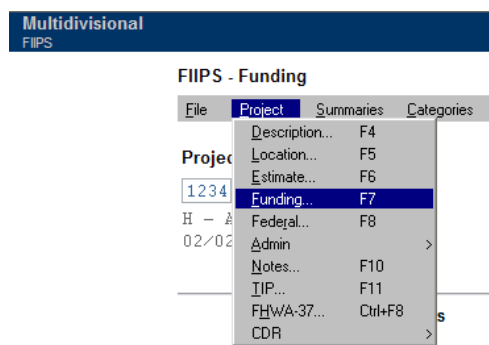 Multidivisional
FIIPS
FIIPS - Funding
File Project Summaries Categories
Description... F4
Location... F5
Estimate... F6
Funding... F7
Federal... F8
Admin >
Notes... F10
TIP... F11
FHWA-37... Ctrl+F8
CDR >
Projec
1234
H - A
02/02
s